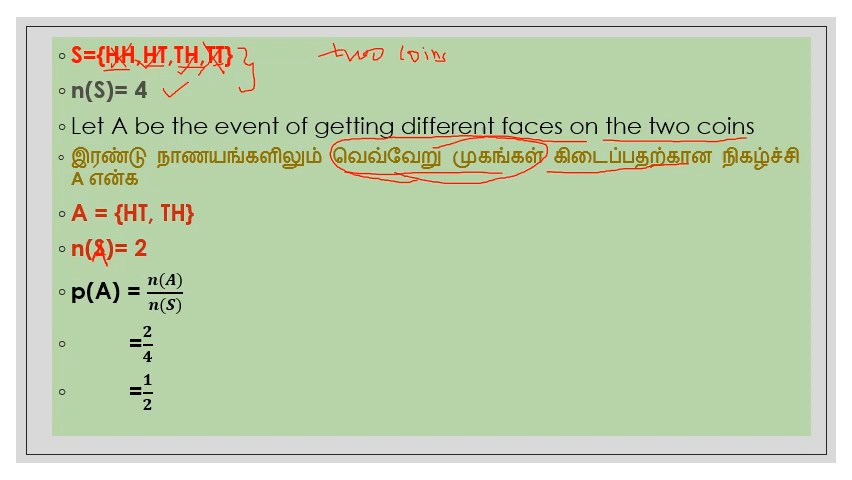 S={HH,HT,TH,TT} two coins
n(S)= 4
Let A be the event of getting different faces on the two coins
இரண்டு நாணயங்களிலும் வெவ்வேறு முகங்கள் கிடைப்பதற்கான நிகழ்ச்சி
A என்க
A = {HT, TH}
n(A)= 2
p(A) = n(A)/n(S)
=2/4
=1/2